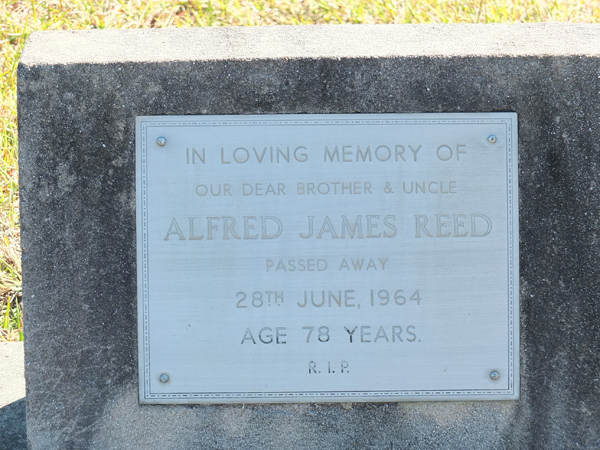 IN LOVING MEMORY OF
OUR DEAR BROTHER & UNCLE
ALFRED JAMES REED
PASSED AWAY
28TH JUNE, 1964
AGE 78 YEARS.
R. I. P.